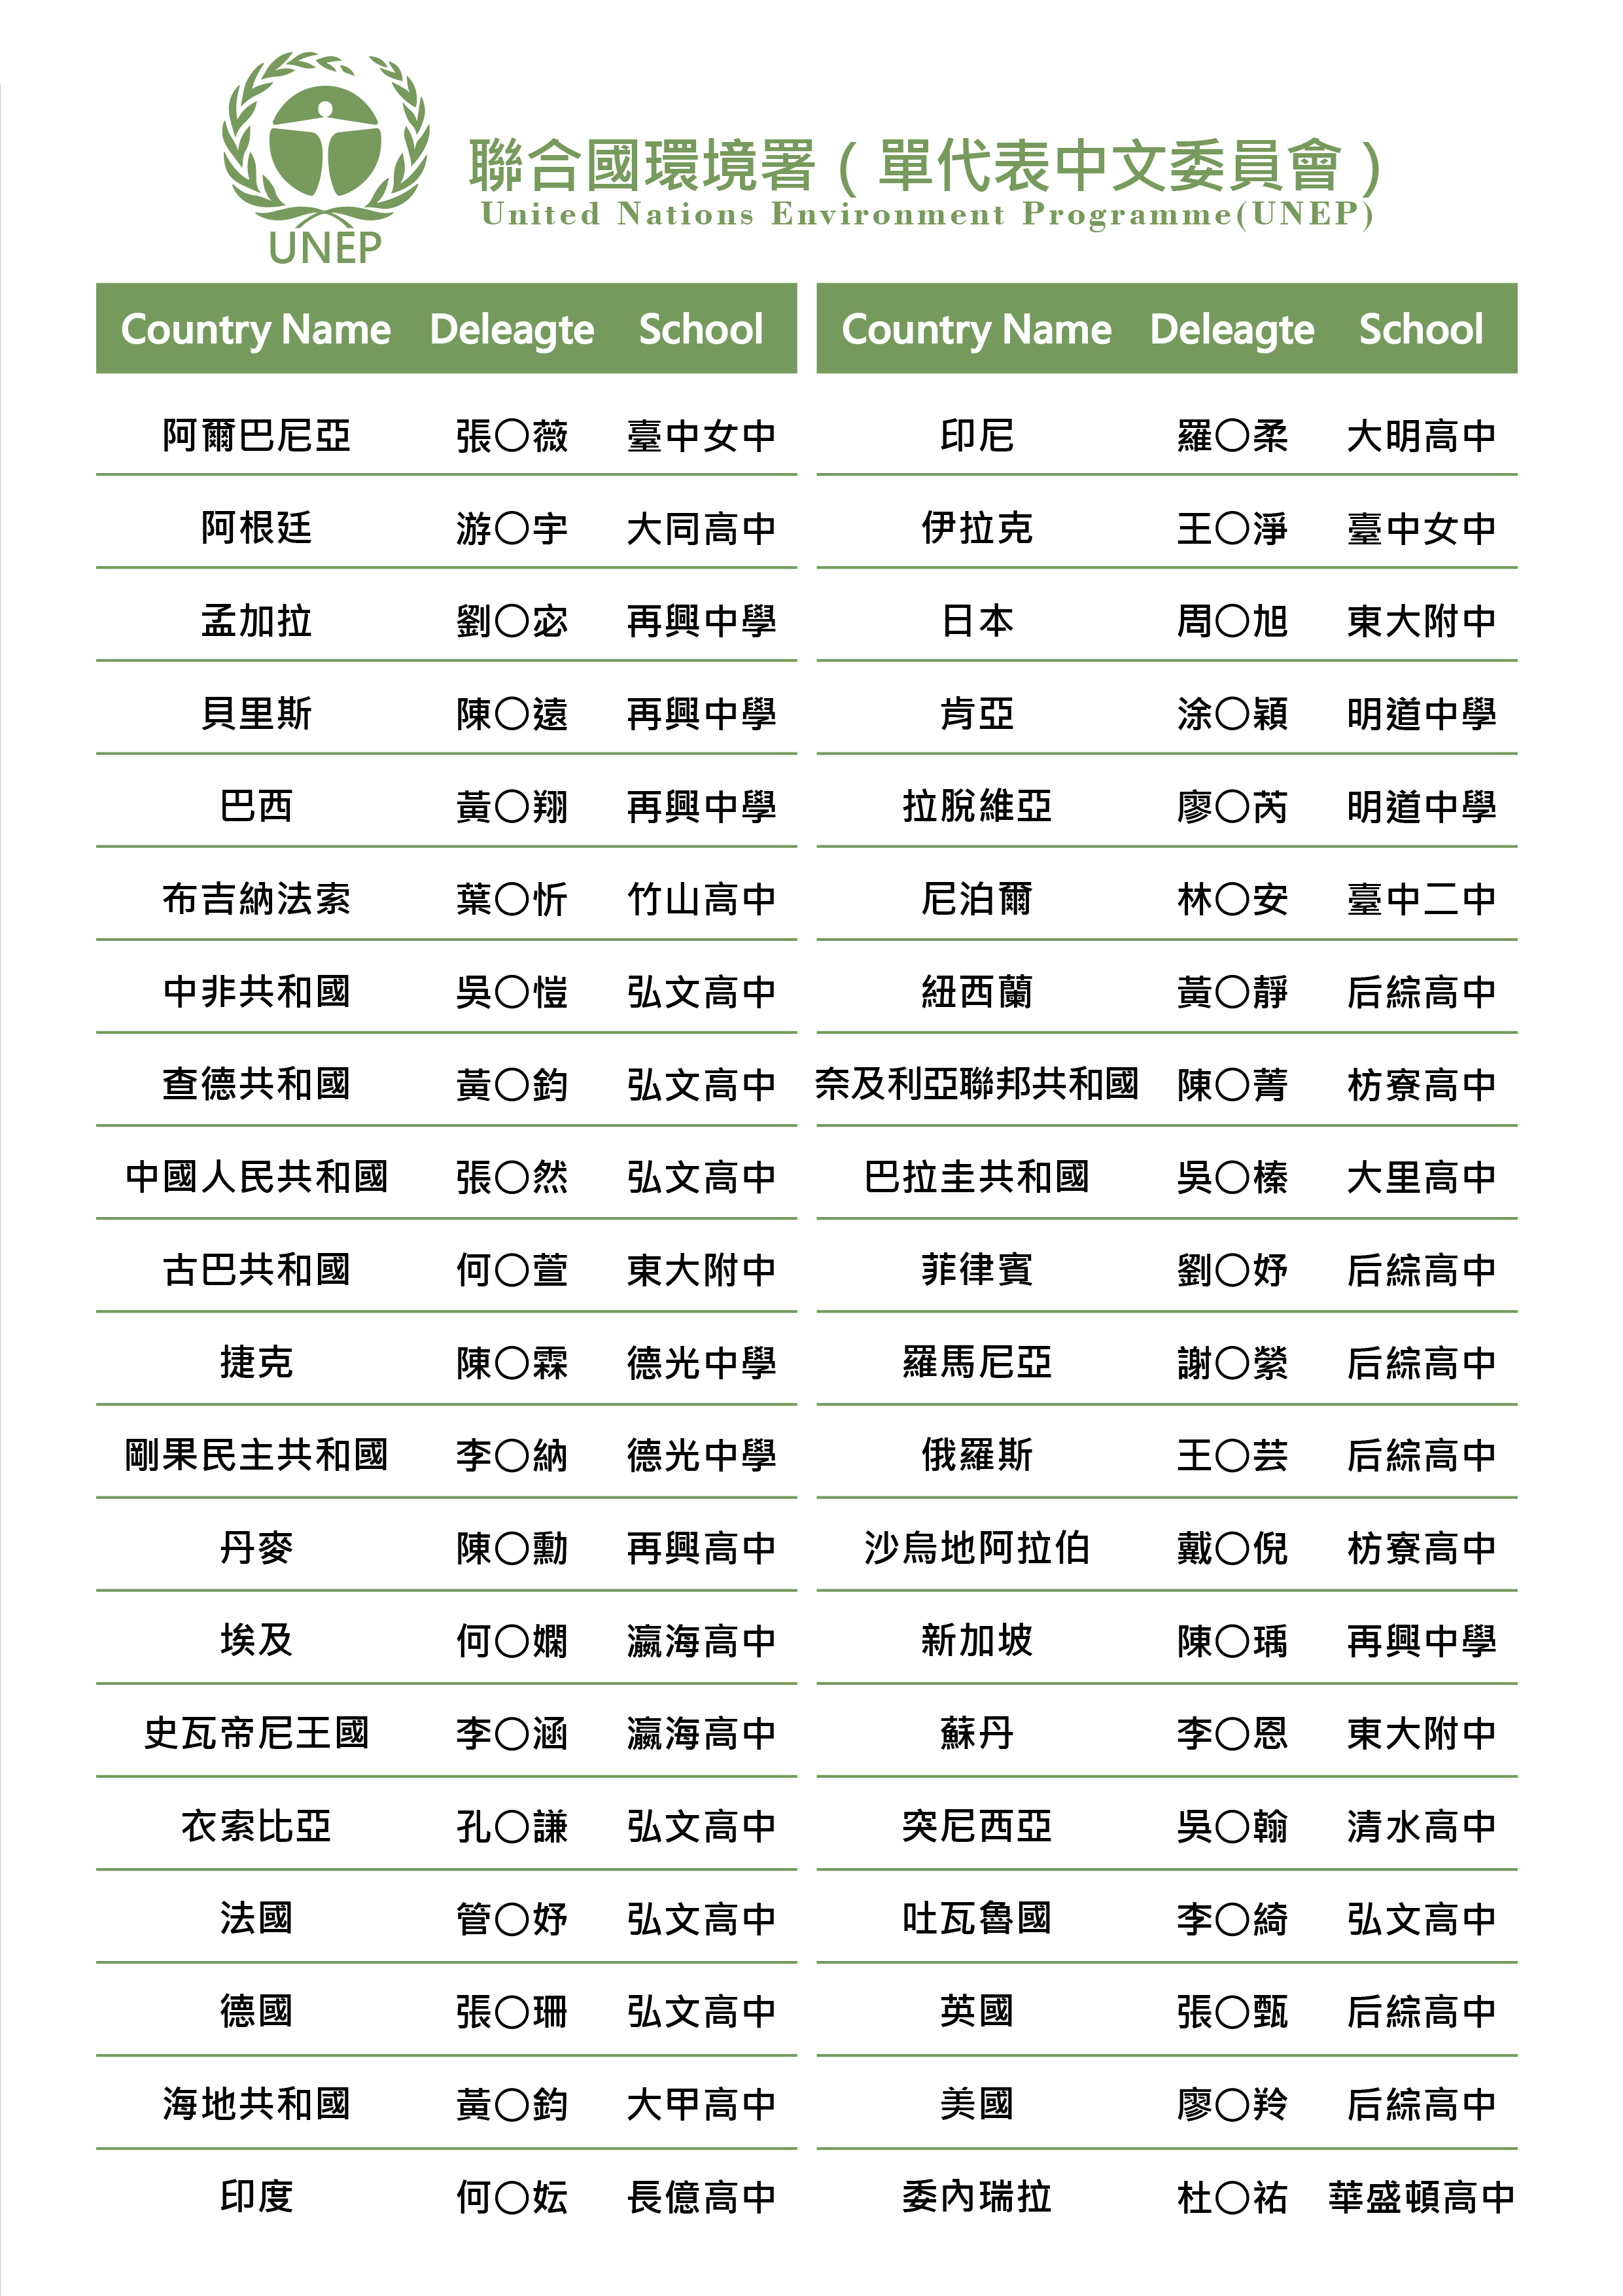 聯合國環境署（單代表中文委員會）
United Nations Environment Programme(UNEP)
UNEP
Country Name Deleagte School
阿爾巴尼亞 張〇薇 臺中女中
阿根廷 游〇宇 大同高中
孟加拉 劉〇宓 再興中學
貝里斯 陳〇遠 再興中學
巴西 黃〇翔 再興中學
布吉納法索 葉〇忻 竹山高中
中非共和國 吳〇愷 弘文高中
查德共和國 黃〇鈞 弘文高中
中國人民共和國 張〇然 弘文高中
古巴共和國 何〇萱 東大附中
捷克 陳〇霖 德光中學
剛果民主共和國 李〇納 德光中學
丹麥 陳〇勳 再興高中
埃及 何〇嫻 瀛海高中
史瓦帝尼王國 李〇涵 瀛海高中
衣索比亞 孔〇謙 弘文高中
法國 管〇妤 弘文高中
德國 張〇珊 弘文高中
海地共和國 黃〇鈞 大甲高中
印度 何〇妘 長億高中
Country Name Deleagte School
印尼 羅〇柔 大明高中
伊拉克 王〇淨 臺中女中
日本 周〇旭 東大附中
肯亞 涂〇穎 明道中學
拉脫維亞 廖〇芮 明道中學
尼泊爾 林〇安 臺中二中
紐西蘭 黃〇靜 后綜高中
奈及利亞聯邦共和國 陳〇菁 枋寮高中
巴拉圭共和國 吳〇榛 大里高中
菲律賓 劉〇妤 后綜高中
羅馬尼亞 謝〇縈 后綜高中
俄羅斯 王〇芸 后綜高中
沙烏地阿拉伯 戴〇倪 枋寮高中
新加坡 陳〇瑀 再興中學
蘇丹 李〇恩 東大附中
突尼西亞 吳〇翰 清水高中
吐瓦魯國 李〇綺 弘文高中
英國 張〇甄 后綜高中
美國 廖〇羚 后綜高中
委內瑞拉 杜〇祐 華盛頓高中